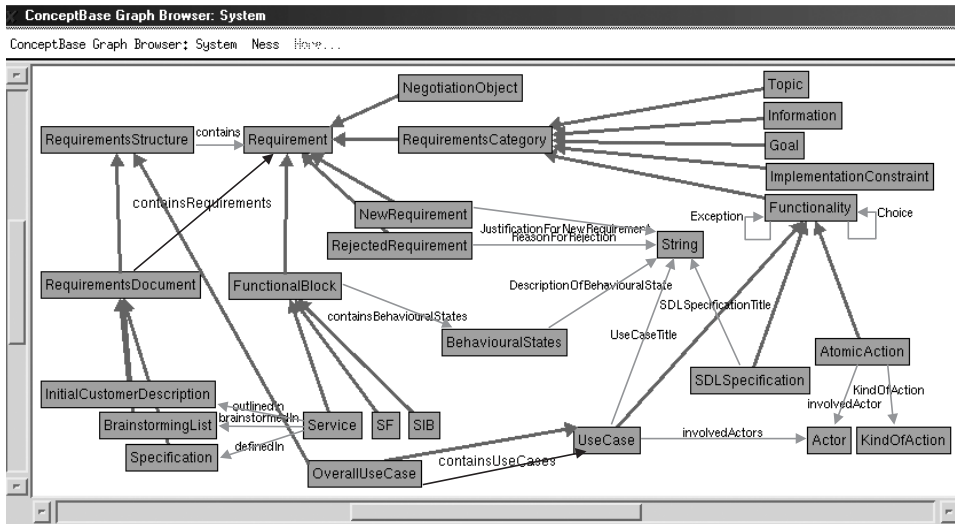 ConceptBase Graph Browser: System
ConceptBase Graph Browser: System Ness More...
NegotiationObject
Topic
Information
RequirementsStructure
contains
Requirement
RequirementsCategory
Goal
ImplementationConstraint
containsRequirements
NewRequirement
Exception
Functionality
Choice
JustificationForNewRequirement
RejectedRequirement
ReasonForRejection
String
RequirementsDocument
FunctionalBlock
DescriptionOfBehaviouralState
SDLSpecificationTitle
containsBehaviouralStates
UseCaseTitle
BehaviouralStates
AtomicAction
SDLSpecification
KindOfAction
InitialCustomerDescription
outlinedIn
involvedActor
BrainstormingList
brainstormedIn
Service
SF
SIB
UseCase
involvedActors
Actor
KindOfAction
Specification
definedIn
OverallUseCase
containsUseCases